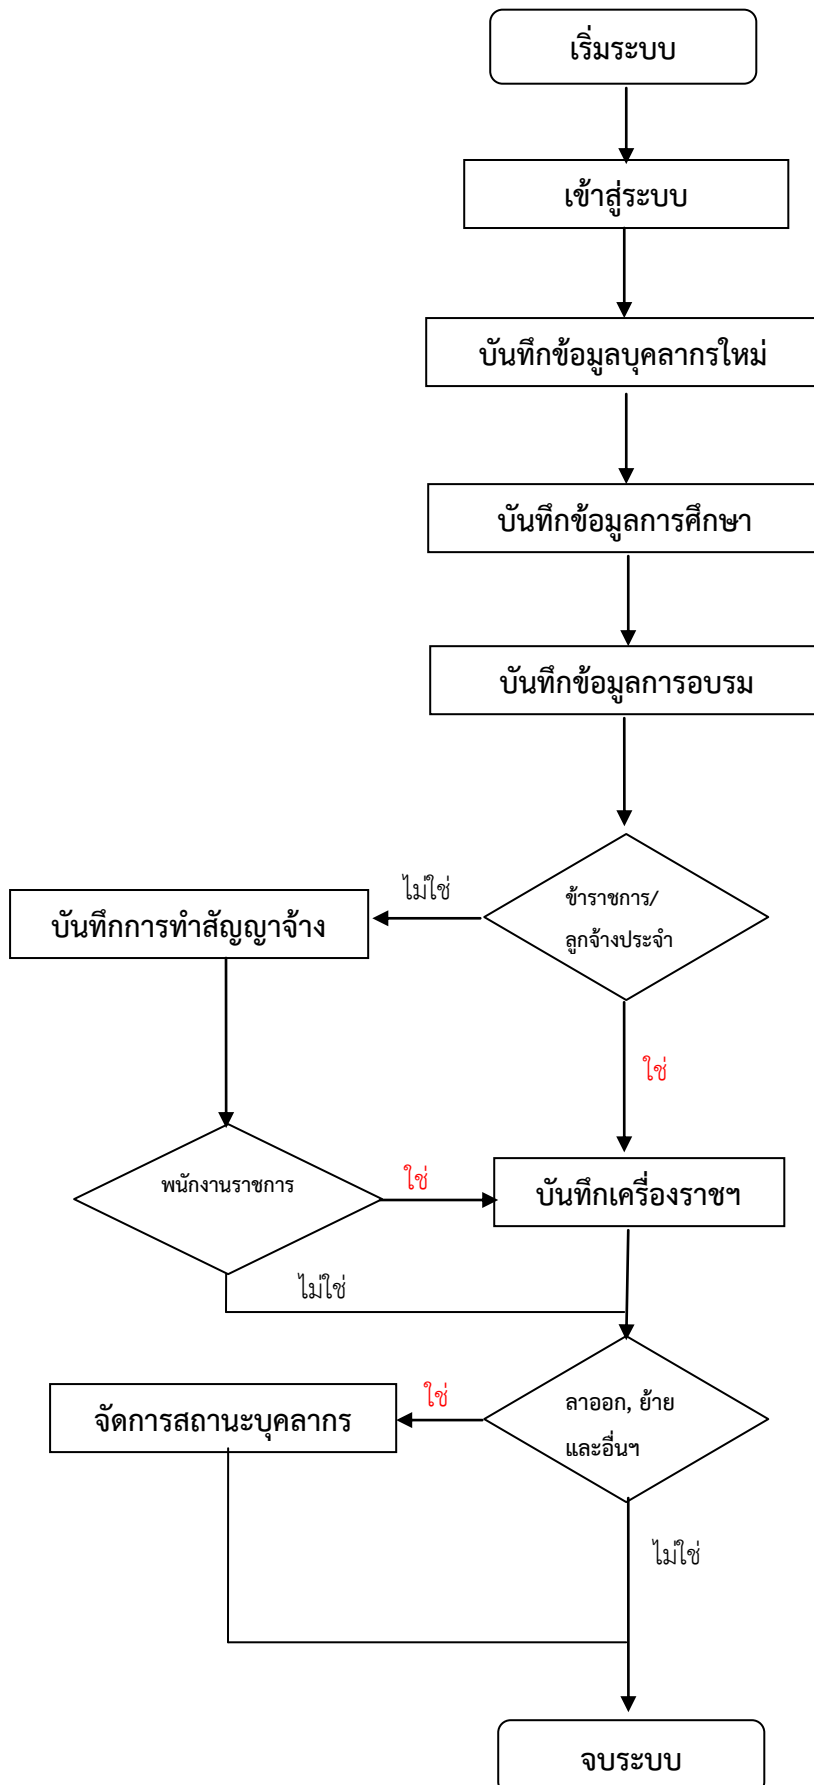 เริ่มระบบ
เข้าสู่ระบบ
บันทึกข้อมูลบุคลากรใหม่
บันทึกข้อมูลการศึกษา
บันทึกข้อมูลการอบรม
ข้าราชการ/
ลูกจ้างประจำ
ไม่ใช่
บันทึกการทำสัญญาจ้าง
ใช่
พนักงานราชการ
ใช่
บันทึกเครื่องราชฯ
ไม่ใช่
ลาออก, ย้าย
และอื่นฯ
ใช่
จัดการสถานะบุคลากร
ไม่ใช่
จบระบบ